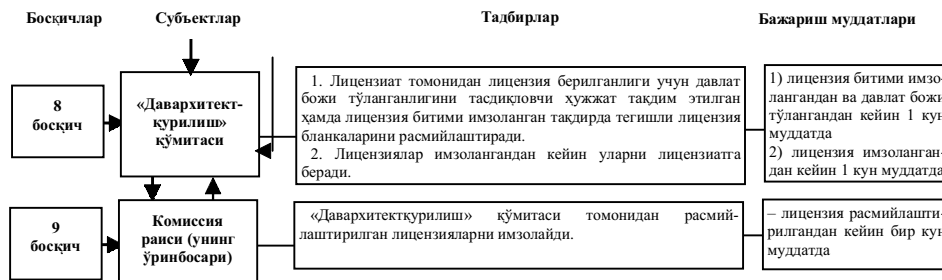 Босқичлар Субъектлар Тадбирлар Бажариш муддатлари
8
босқич
«Давархитект-
қурилиш»
қўмитаси
1. Лицензиат томонидан лицензия берилганлиги учун давлат
божи тўланганлигини тасдиқловчи ҳужжат тақдим этилган
ҳамда лицензия битими имзоланган тақдирда тегишли лицензия
бланкаларини расмийлаштиради.
2. Лицензиялар имзолангандан кейин уларни лицензиатга
беради.
1) лицензия битими имзо-
лангандан ва давлат божи
тўлангандан кейин 1 кун
муддатда
2) лицензия имзоланган-
дан кейин 1 кун муддатда
9
босқич
Комиссия
раиси (унинг
ўринбосари)
«Давархитектқурилиш» қўмитаси томонидан расмий-
лаштирилган лицензияларни имзолайди.
– лицензия расмийлашти-
рилгандан кейин бир кун
муддатда